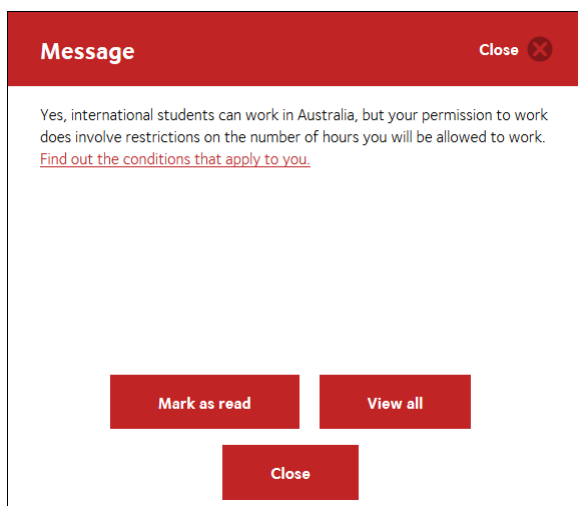 Message
Close
Yes, international students can work in Australia, but your permission to work
does involve restrictions on the number of hours you will be allowed to work.
Find out the conditions that apply to you.
Mark as read
View all
Close